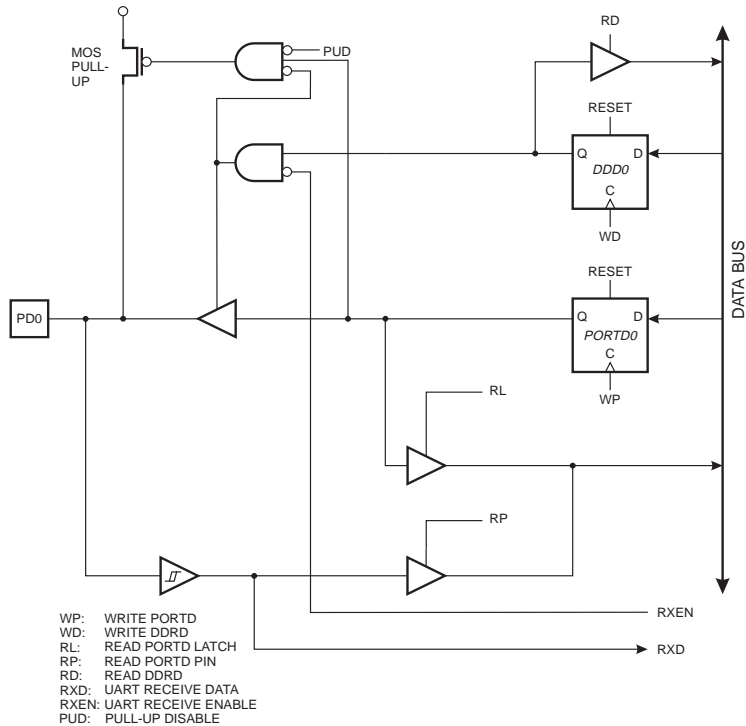 RD
MOS
PULL-
UP
PUD
RESET
Q D
DDD0
C
WD
DATA BUS
RESET
PD0
Q D
PORTD0
C
WP
RL
RP
RXEN
RXD
WP: WRITE PORTD
WD: WRITE DDRD
RL: READ PORTD LATCH
RP: READ PORTD PIN
RD: READ DDRD
RXD: UART RECEIVE DATA
RXEN: UART RECEIVE ENABLE
PUD: PULL-UP DISABLE